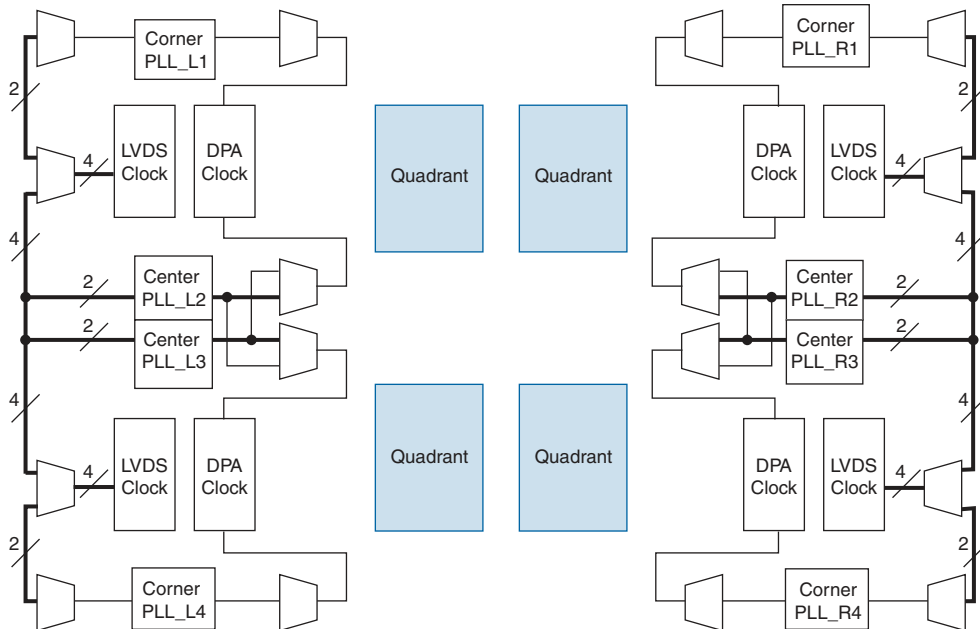 Corner
PLL_L1
Corner
PLL_R1
2
2
4
LVDS
Clock
DPA
Clock
Quadrant
Quadrant
DPA
Clock
LVDS
Clock
4
4
4
2
Center
PLL_L2
Center
PLL_R2
2
2
Center
PLL_L3
Center
PLL_R3
2
4
4
4
LVDS
Clock
DPA
Clock
Quadrant
Quadrant
DPA
Clock
LVDS
Clock
4
2
2
Corner
PLL_L4
Corner
PLL_R4